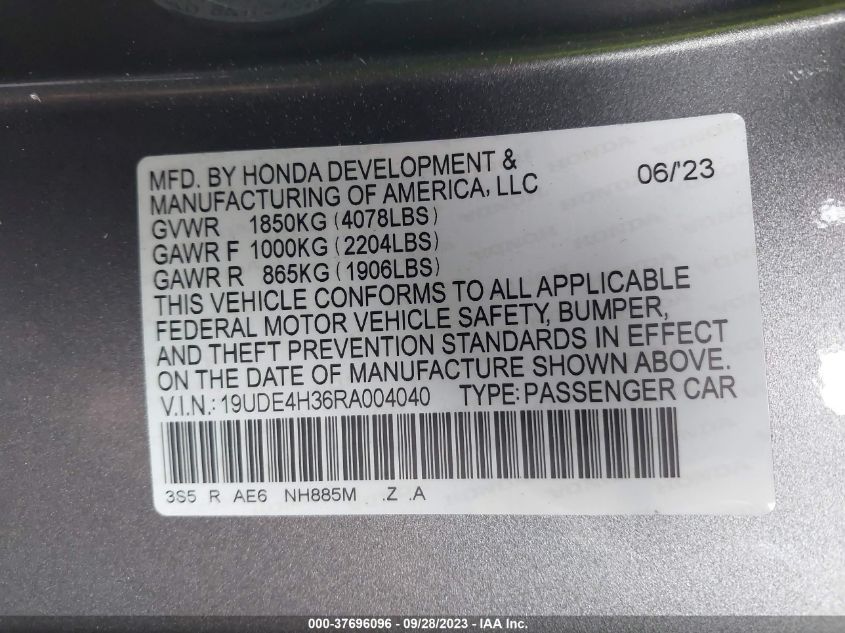 MFD. BY HONDA DEVELOPMENT &
MANUFACTURING OF AMERICA, LLC 06/'23
GVWR 1850KG (4078LBS)
GAWR F 1000KG (2204LBS)
GAWR R 865KG (1906LBS)
THIS VEHICLE CONFORMS TO ALL APPLICABLE
FEDERAL MOTOR VEHICLE SAFETY, BUMPER,
AND THEFT PREVENTION STANDARDS IN EFFECT
ON THE DATE OF MANUFACTURE SHOWN ABOVE.
V.I.N.: 19UDE4H36RA004040 TYPE: PASSENGER CAR
3S5 R AE6 NH885M .Z .A
000-37696096 - 09/28/2023 - IAA Inc.